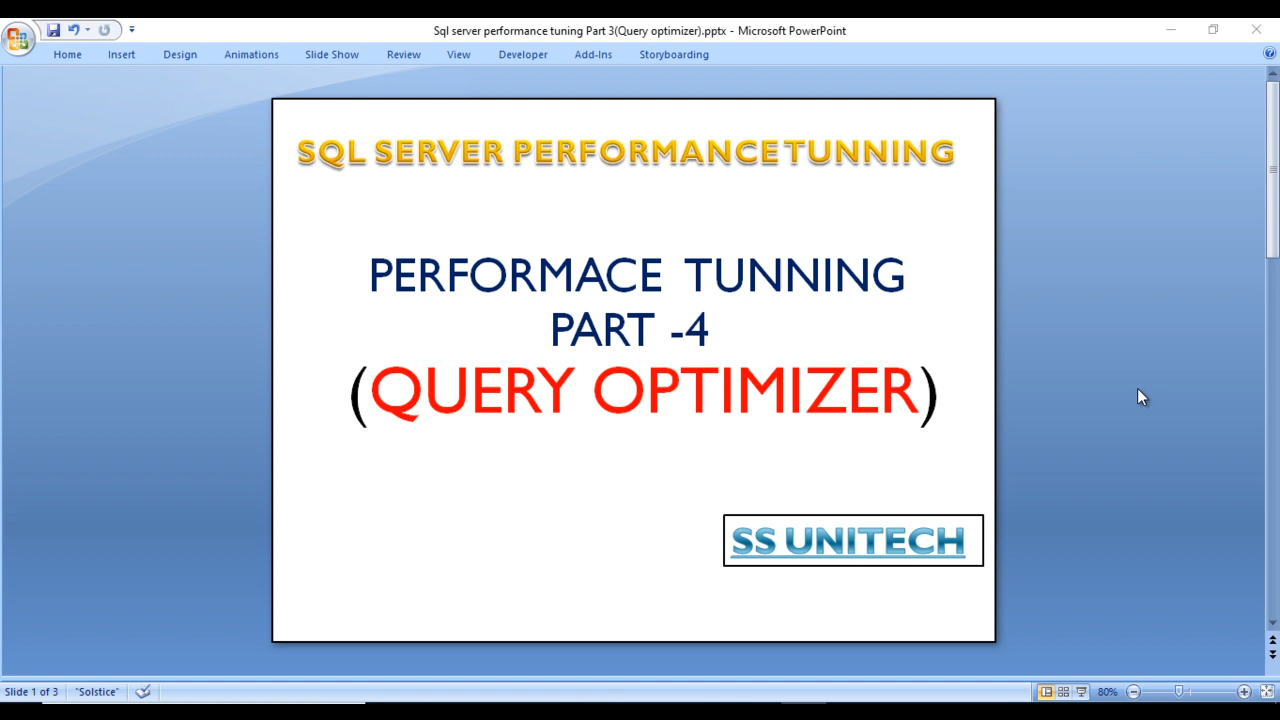 Sql server performance tuning Part 3(Query optimizer).pptx - Microsoft PowerPoint
Home Insert Design Animations Slide Show Review View Developer Add-Ins Storyboarding
SQL SERVER PERFORMANCE TUNNING
PERFORMACE TUNNING
PART -4
(QUERY OPTIMIZER)
SS UNITECH
Slide 1 of 3 "Solstice" 80%